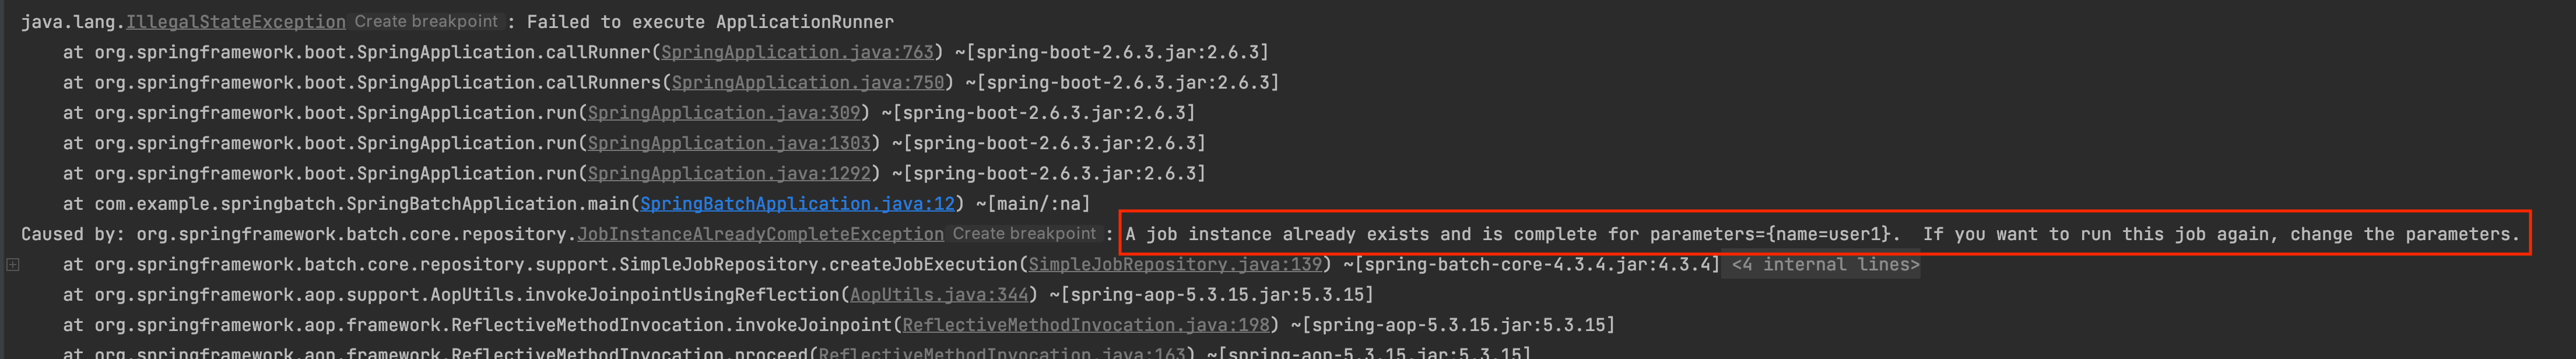 java.lang.IllegalStateException Create breakpoint : Failed to execute ApplicationRunner
at org.springframework.boot.SpringApplication.callRunner(SpringApplication.java:763) ~[spring-boot-2.6.3.jar:2.6.3]
at org.springframework.boot.SpringApplication.callRunners(SpringApplication.java:750) ~[spring-boot-2.6.3.jar:2.6.3]
at org.springframework.boot.SpringApplication.run(SpringApplication.java:309) ~[spring-boot-2.6.3.jar:2.6.3]
at org.springframework.boot.SpringApplication.run(SpringApplication.java:1303) ~[spring-boot-2.6.3.jar:2.6.3]
at org.springframework.boot.SpringApplication.run(SpringApplication.java:1292) ~[spring-boot-2.6.3.jar:2.6.3]
at com.example.springbatch.SpringBatchApplication.main(SpringBatchApplication.java:12) ~[main/:na]
Caused by: org.springframework.batch.core.repository.JobInstanceAlreadyCompleteException Create breakpoint : A job instance already exists and is complete for parameters={name=user1}.  If you want to run this job again, change the parameters.
at org.springframework.batch.core.repository.support.SimpleJobRepository.createJobExecution(SimpleJobRepository.java:139) ~[spring-batch-core-4.3.4.jar:4.3.4] <4 internal lines>
at org.springframework.aop.support.AopUtils.invokeJoinpointUsingReflection(AopUtils.java:344) ~[spring-aop-5.3.15.jar:5.3.15]
at org.springframework.aop.framework.ReflectiveMethodInvocation.invokeJoinpoint(ReflectiveMethodInvocation.java:198) ~[spring-aop-5.3.15.jar:5.3.15]
at org.springframework.aop.framework.ReflectiveMethodInvocation.proceed(ReflectiveMethodInvocation.java:163) ~[spring-aop-5.3.15.jar:5.3.15]